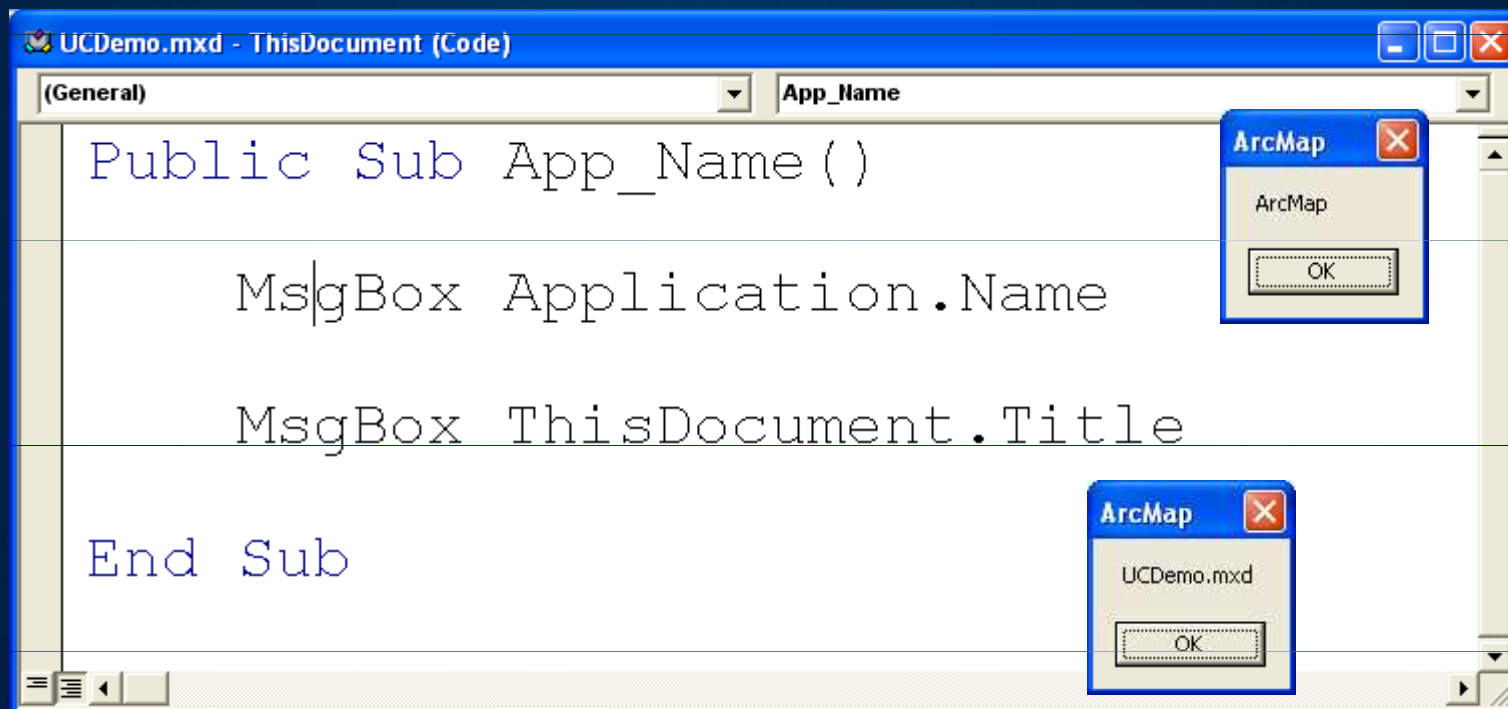 UCDemo.mxd - ThisDocument (Code)
(General)
App_Name
Public Sub App_Name()
ArcMap
ArcMap
OK
MsgBox Application.Name
MsgBox ThisDocument.Title
ArcMap
UCDemo.mxd
OK
End Sub